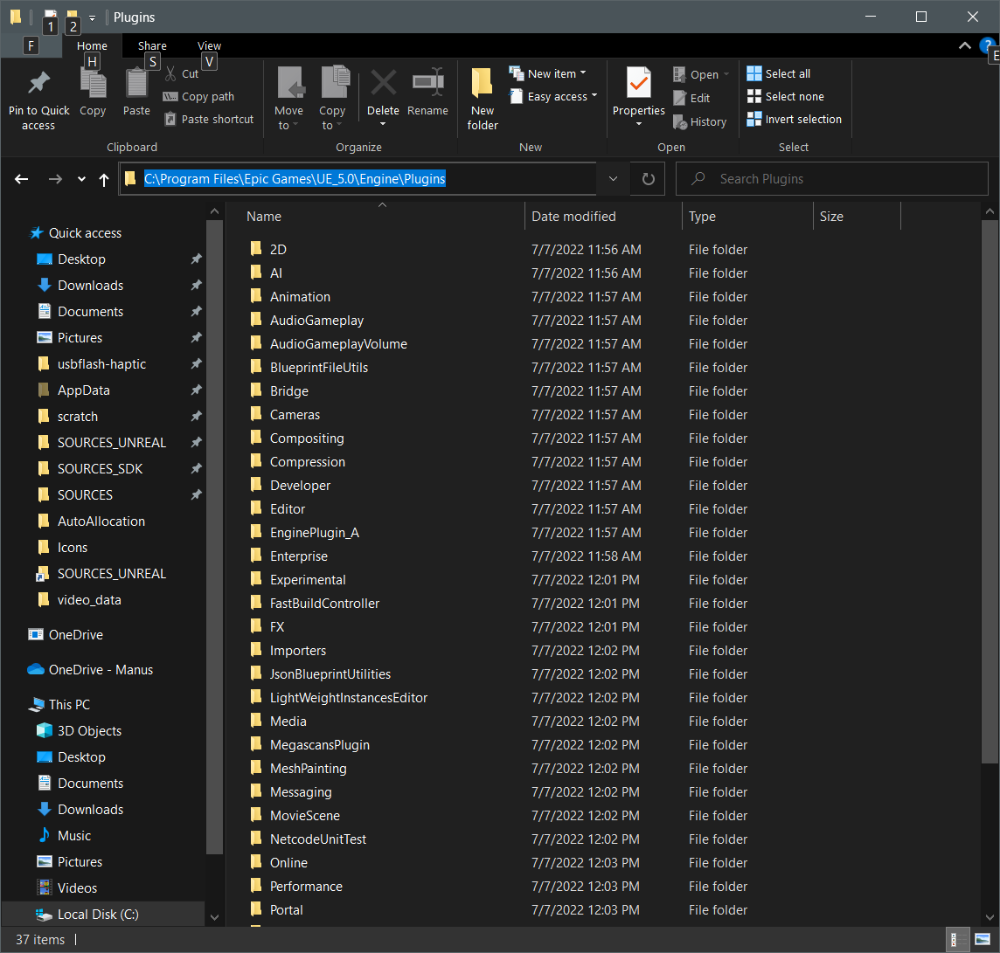 1 2 Plugins
F Home Share View
H S V E
?
Pin to Quick access
Copy
Paste
Cut
Copy path
Paste shortcut
Clipboard
Move to
Copy to
Delete
Rename
Organize
New folder
New item
Easy access
New
Properties
Open
Edit
History
Open
Select all
Select none
Invert selection
Select
C:\Program Files\Epic Games\UE_5.0\Engine\Plugins
Search Plugins
Quick access
Desktop
Downloads
Documents
Pictures
usbflash-haptic
AppData
scratch
SOURCES_UNREAL
SOURCES_SDK
SOURCES
AutoAllocation
Icons
SOURCES_UNREAL
video_data
OneDrive
OneDrive - Manus
This PC
3D Objects
Desktop
Documents
Downloads
Music
Pictures
Videos
Local Disk (C:)
Name Date modified Type Size
2D 7/7/2022 11:56 AM File folder
AI 7/7/2022 11:56 AM File folder
Animation 7/7/2022 11:57 AM File folder
AudioGameplay 7/7/2022 11:57 AM File folder
AudioGameplayVolume 7/7/2022 11:57 AM File folder
BlueprintFileUtils 7/7/2022 11:57 AM File folder
Bridge 7/7/2022 11:57 AM File folder
Cameras 7/7/2022 11:57 AM File folder
Compositing 7/7/2022 11:57 AM File folder
Compression 7/7/2022 11:57 AM File folder
Developer 7/7/2022 11:57 AM File folder
Editor 7/7/2022 11:57 AM File folder
EnginePlugin_A 7/7/2022 11:57 AM File folder
Enterprise 7/7/2022 11:58 AM File folder
Experimental 7/7/2022 12:01 PM File folder
FastBuildController 7/7/2022 12:01 PM File folder
FX 7/7/2022 12:01 PM File folder
Importers 7/7/2022 12:02 PM File folder
JsonBlueprintUtilities 7/7/2022 12:02 PM File folder
LightWeightInstancesEditor 7/7/2022 12:02 PM File folder
Media 7/7/2022 12:02 PM File folder
MegascansPlugin 7/7/2022 12:02 PM File folder
MeshPainting 7/7/2022 12:02 PM File folder
Messaging 7/7/2022 12:02 PM File folder
MovieScene 7/7/2022 12:02 PM File folder
NetcodeUnitTest 7/7/2022 12:02 PM File folder
Online 7/7/2022 12:03 PM File folder
Performance 7/7/2022 12:03 PM File folder
Portal 7/7/2022 12:03 PM File folder
37 items